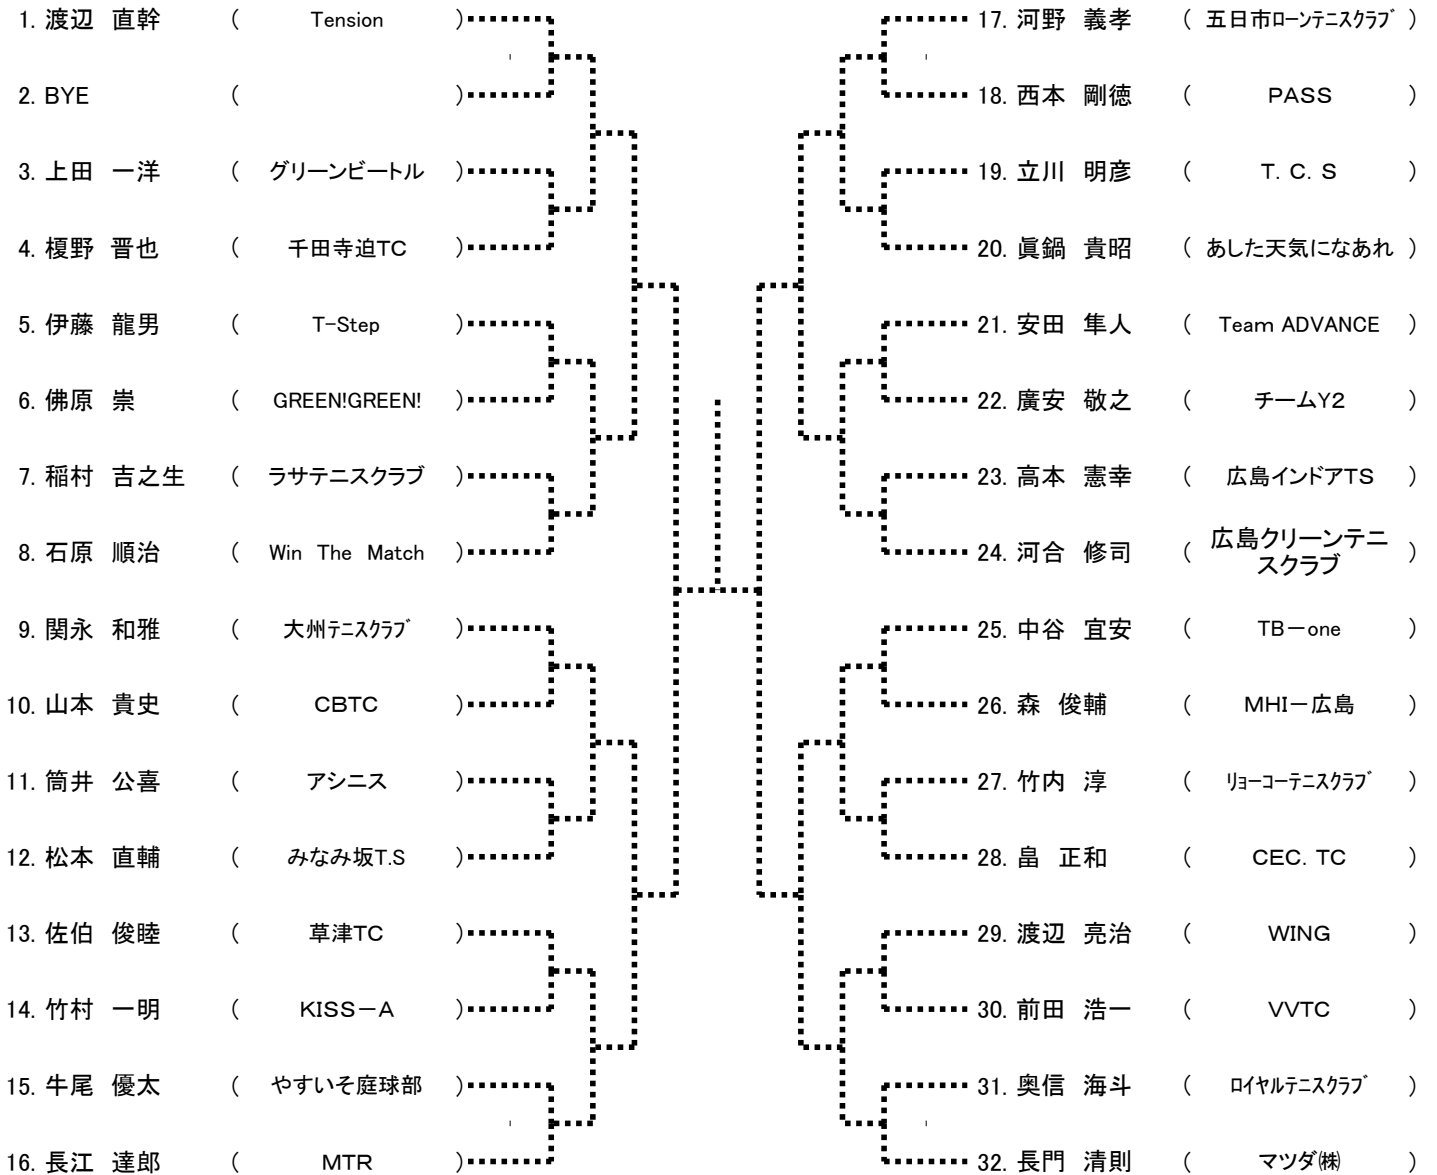 1. 渡辺 直幹 ( Tension )
2. BYE ( )
3. 上田 一洋 ( グリーンビートル )
4. 榎野 晋也 ( 千田寺迫TC )
5. 伊藤 龍男 ( T-Step )
6. 佛原 崇 ( GREEN!GREEN! )
7. 稲村 吉之生 ( ラサテニスクラブ )
8. 石原 順治 ( Win The Match )
9. 関永 和雅 ( 大州ﾃﾆｽｸﾗﾌﾞ )
10. 山本 貴史 ( CBTC )
11. 筒井 公喜 ( アシニス )
12. 松本 直輔 ( みなみ坂T.S )
13. 佐伯 俊睦 ( 草津TC )
14. 竹村 一明 ( KISS－A )
15. 牛尾 優太 ( やすいそ庭球部 )
16. 長江 達郎 ( MTR )
17. 河野 義孝 ( 五日市ﾛｰﾝﾃﾆｽｸﾗﾌﾞ )
18. 西本 剛徳 ( PASS )
19. 立川 明彦 ( T. C. S )
20. 眞鍋 貴昭 ( あした天気になあれ )
21. 安田 隼人 ( Team ADVANCE )
22. 廣安 敬之 ( チームY2 )
23. 高本 憲幸 ( 広島インドアTS )
24. 河合 修司 ( 広島クリーンテニ
スクラブ )
25. 中谷 宜安 ( TB－one )
26. 森 俊輔 ( MHI－広島 )
27. 竹内 淳 ( ﾘｮｰｺｰﾃﾆｽｸﾗﾌﾞ )
28. 畠 正和 ( CEC. TC )
29. 渡辺 亮治 ( WING )
30. 前田 浩一 ( VVTC )
31. 奥信 海斗 ( ﾛｲﾔﾙﾃﾆｽｸﾗﾌﾞ )
32. 長門 清則 ( マツダ㈱ )